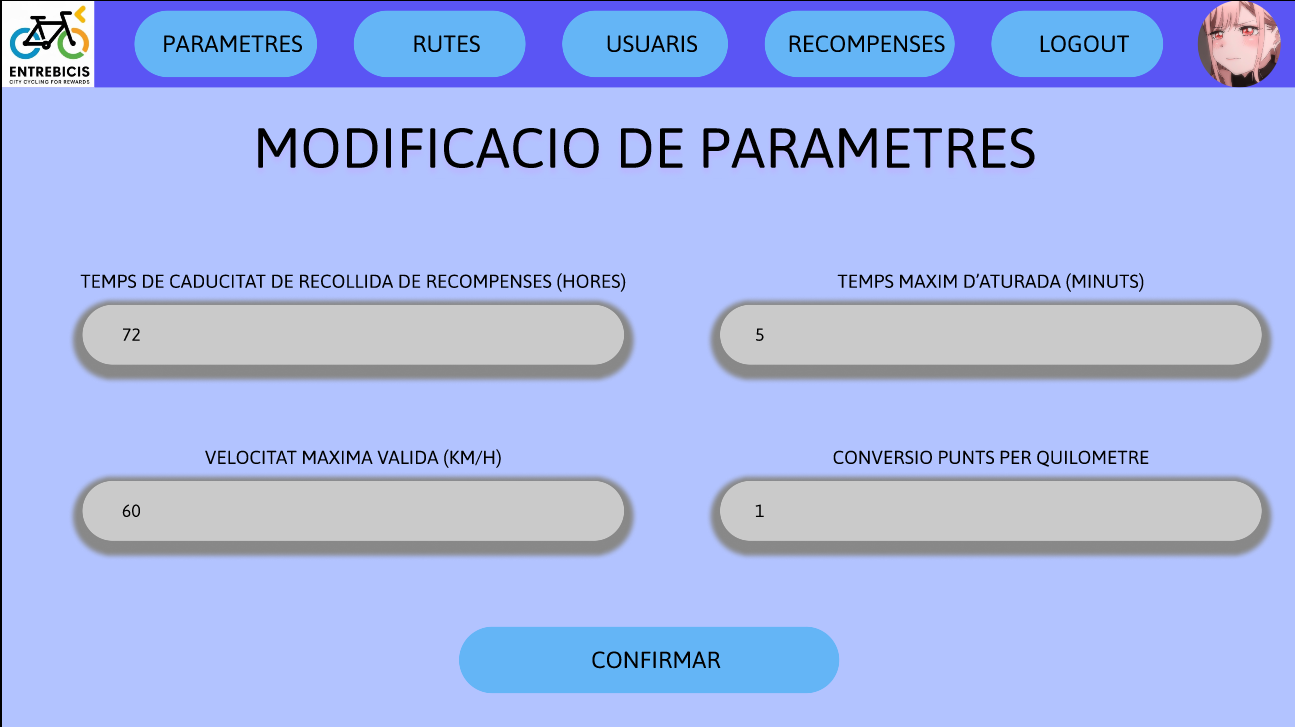 PARAMETRES
RUTES
USUARIS
RECOMPENSES
LOGOUT
ENTREBICIS
CITY CYCLING FOR REWARDS
MODIFICACIO DE PARAMETRES
TEMPS DE CADUCITAT DE RECOLLIDA DE RECOMPENSES (HORES)
TEMPS MAXIM D’ATURADA (MINUTS)
72
5
VELOCITAT MAXIMA VALIDA (KM/H)
CONVERSIO PUNTS PER QUILOMETRE
60
1
CONFIRMAR